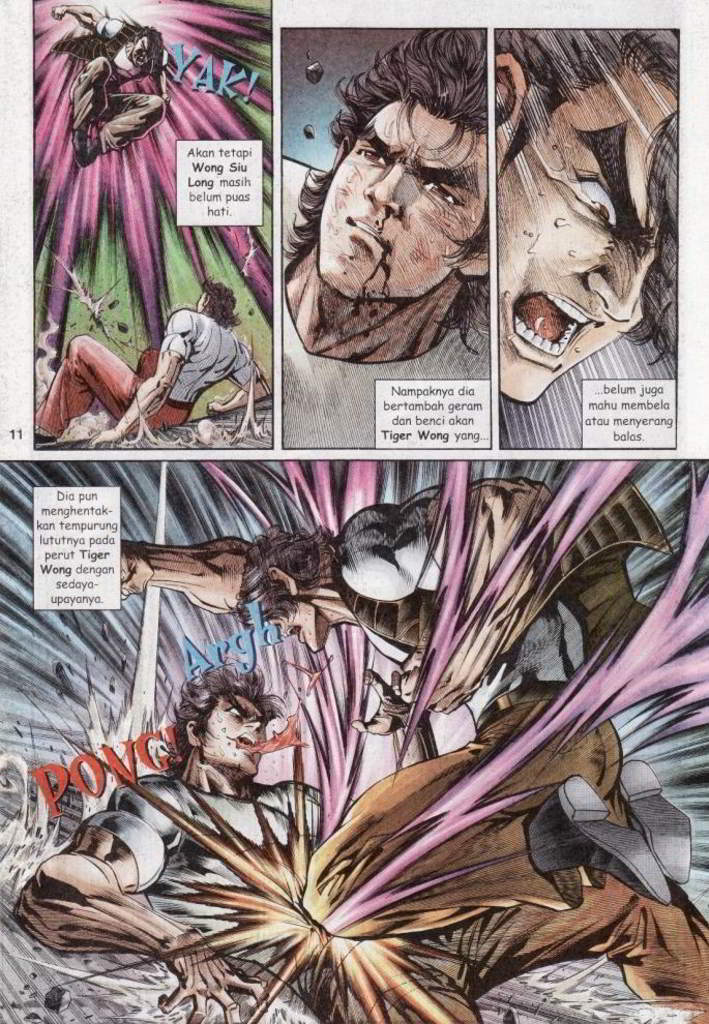 YAK!
Akan tetapi
Wong Siu
Long masih
belum puas
hati.
Nampaknya dia
bertambah geram
dan benci akan
Tiger Wong yang...
...belum juga
mahu membela
atau menyerang
balas.
11
Dia pun
menghentak-
kan tempurung
lututnya pada
perut Tiger
Wong dengan
sedaya-
upayanya.
Argh
PONG!